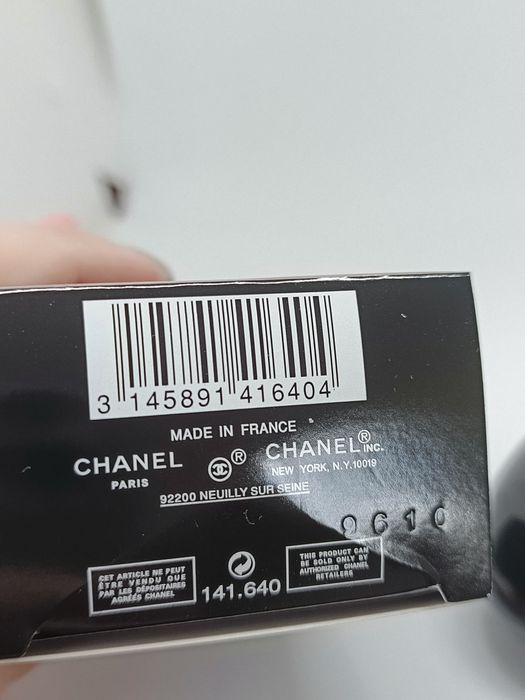 3 145891 416404
MADE IN FRANCE
CHANEL ® CHANEL® INC.
PARIS NEW YORK, N.Y.10019
92200 NEUILLY SUR SEINE
0610
CET ARTICLE NE PEUT
ÊTRE VENDU QUE
PAR LES DÉPOSITAIRES
AGRÉÉS CHANEL
141.640
THIS PRODUCT CAN
BE SOLD ONLY BY
AUTHORIZED CHANEL
RETAILERS